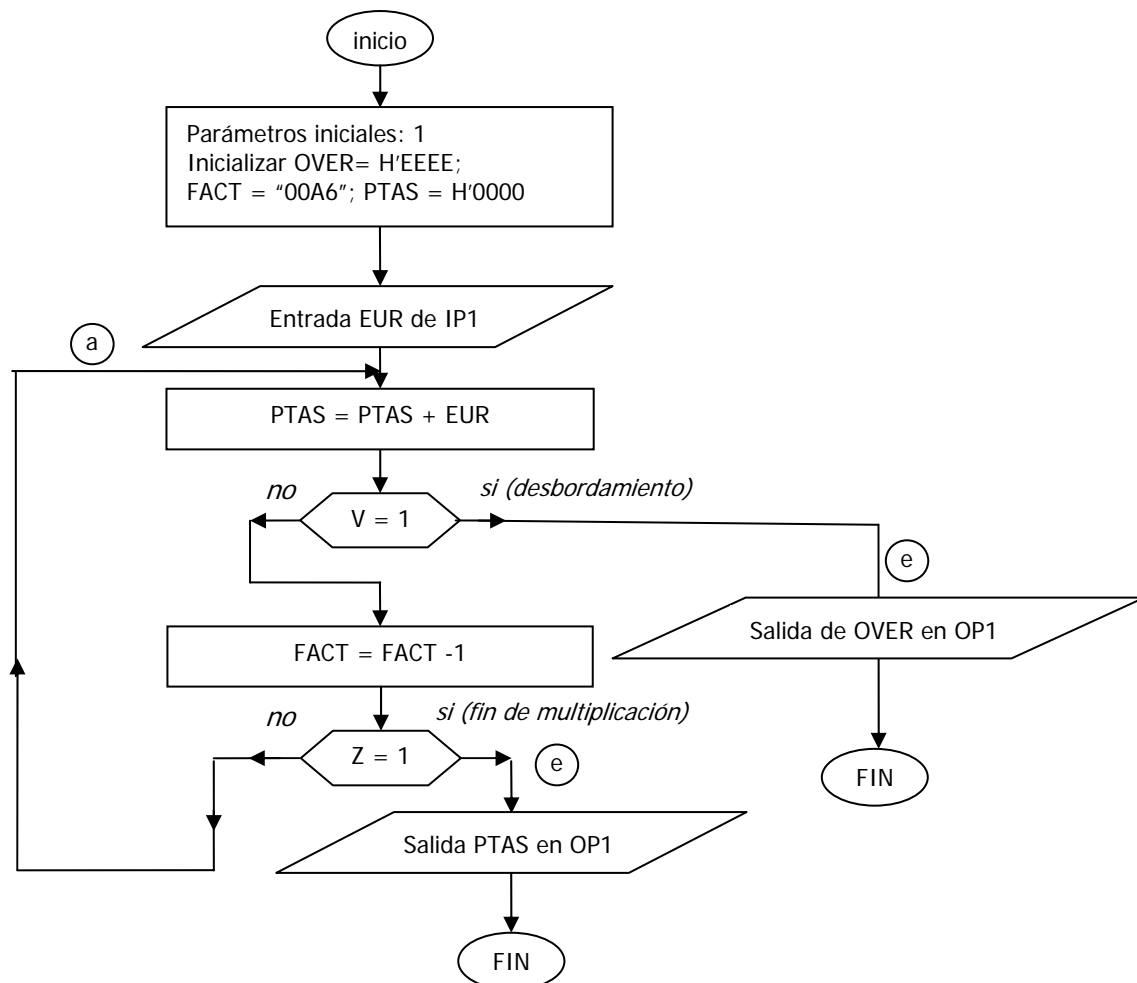 inicio
Parámetros iniciales: 1
Inicializar OVER= H'EEEE;
FACT = “00A6”; PTAS = H'0000
Entrada EUR de IP1
a
PTAS = PTAS + EUR
no
si (desbordamiento)
V = 1
e
Salida de OVER en OP1
FACT = FACT -1
no
si (fin de multiplicación)
Z = 1
e
FIN
Salida PTAS en OP1
FIN